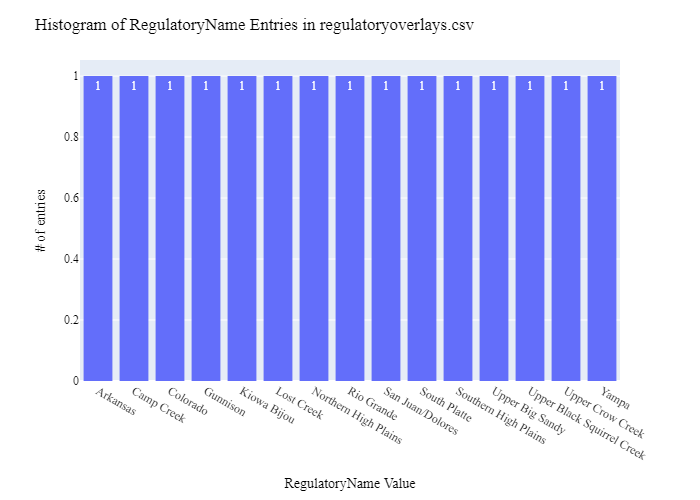 Histogram of RegulatoryName Entries in regulatoryoverlays.csv
1
0.8
0.6
0.4
0.2
0
# of entries
1 1 1 1 1 1 1 1 1 1 1 1 1 1 1
Arkansas
Camp Creek
Colorado
Gunnison
Kiowa Bijou
Lost Creek
Northern High Plains
Rio Grande
San Juan/Dolores
South Platte
Southern High Plains
Upper Big Sandy
Upper Black Squirrel Creek
Upper Crow Creek
Yampa
RegulatoryName Value